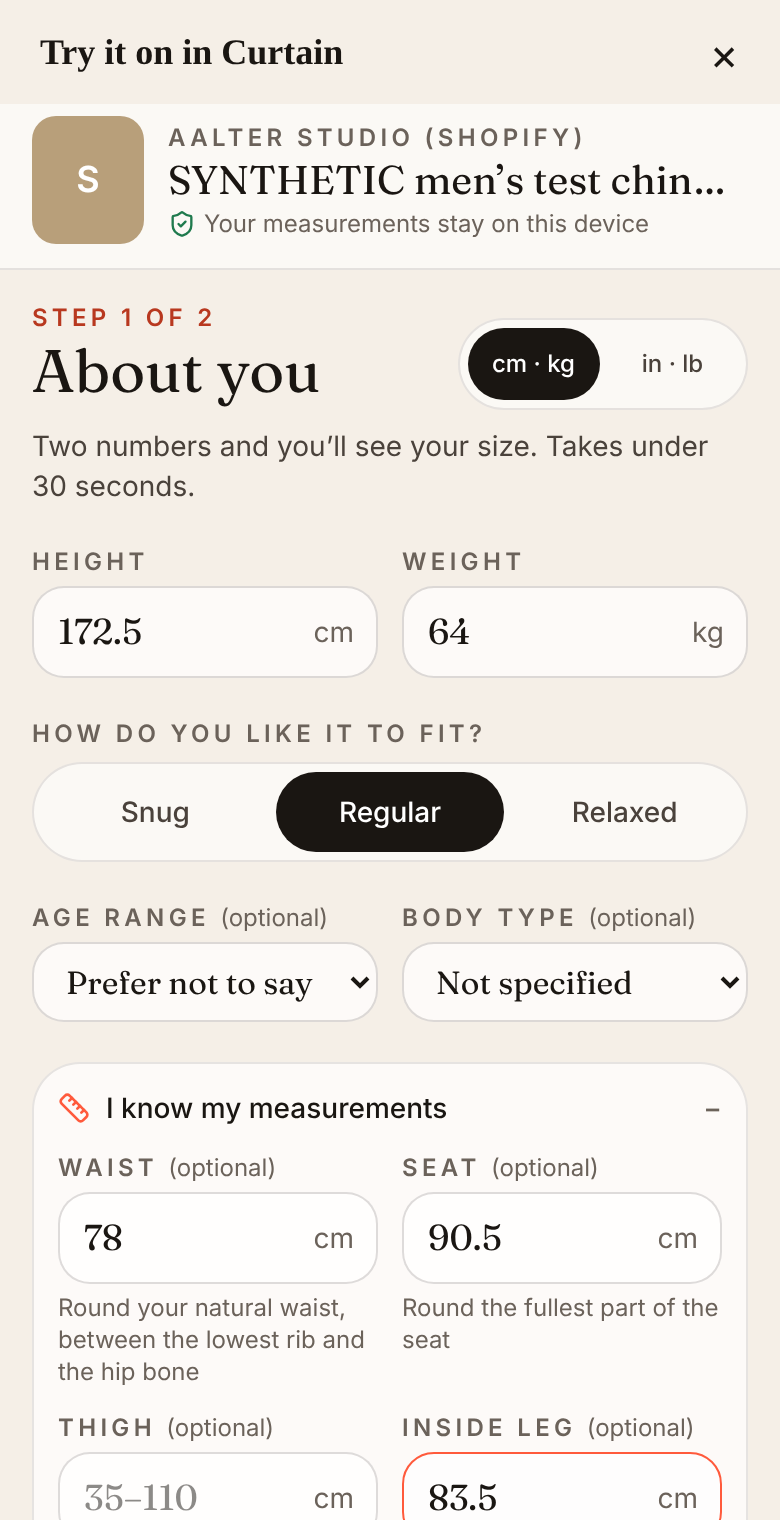 Try it on in Curtain
×
S
AALTER STUDIO (SHOPIFY)
SYNTHETIC men’s test chin...
Your measurements stay on this device
STEP 1 OF 2
About you
cm · kg
in · lb
Two numbers and you’ll see your size. Takes under
30 seconds.
HEIGHT
WEIGHT
172.5 cm
64 kg
HOW DO YOU LIKE IT TO FIT?
Snug
Regular
Relaxed
AGE RANGE (optional)
BODY TYPE (optional)
Prefer not to say
Not specified
I know my measurements
–
WAIST (optional)
SEAT (optional)
78 cm
90.5 cm
Round your natural waist,
between the lowest rib and
the hip bone
Round the fullest part of the
seat
THIGH (optional)
INSIDE LEG (optional)
35–110 cm
83.5 cm